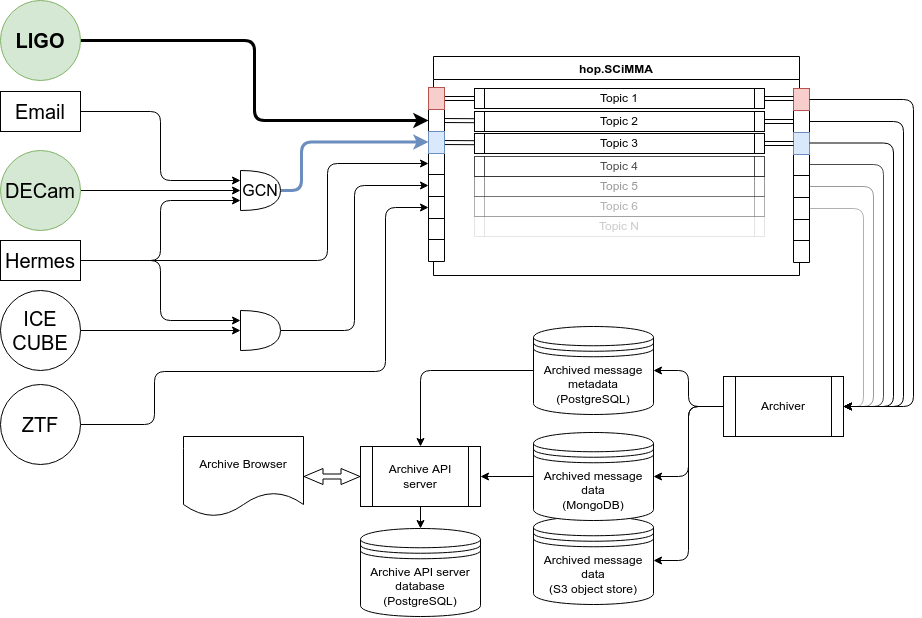 LIGO
Email
DECam
Hermes
ICE
CUBE
ZTF
GCN
hop.SCiMMA
Topic 1
Topic 2
Topic 3
Topic 4
Topic 5
Topic 6
Topic N
Archived message
metadata
(PostgreSQL)
Archiver
Archive Browser
Archive API
server
Archived message
data
(MongoDB)
Archive API server
database
(PostgreSQL)
Archived message
data
(S3 object store)